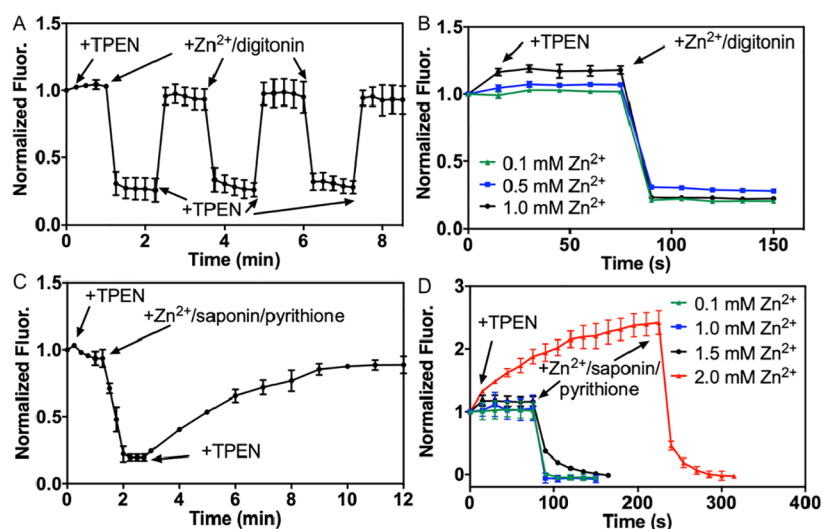 A
1.5
1.0
0.5
0.0
Normalized Fluor.
+TPEN
+Zn²⁺/digitonin
+TPEN
0
2
4
6
8
Time (min)
B
1.5
1.0
0.5
0.0
Normalized Fluor.
+TPEN
+Zn²⁺/digitonin
0.1 mM Zn²⁺
0.5 mM Zn²⁺
1.0 mM Zn²⁺
0
50
100
150
Time (s)
C
1.5
1.0
0.5
0.0
Normalized Fluor.
+TPEN
+Zn²⁺/saponin/pyrithione
+TPEN
0
2
4
6
8
10
12
Time (min)
D
3
2
1
0
Normalized Fluor.
+TPEN
+Zn²⁺/saponin/
pyrithione
0.1 mM Zn²⁺
1.0 mM Zn²⁺
1.5 mM Zn²⁺
2.0 mM Zn²⁺
0
100
200
300
400
Time (s)